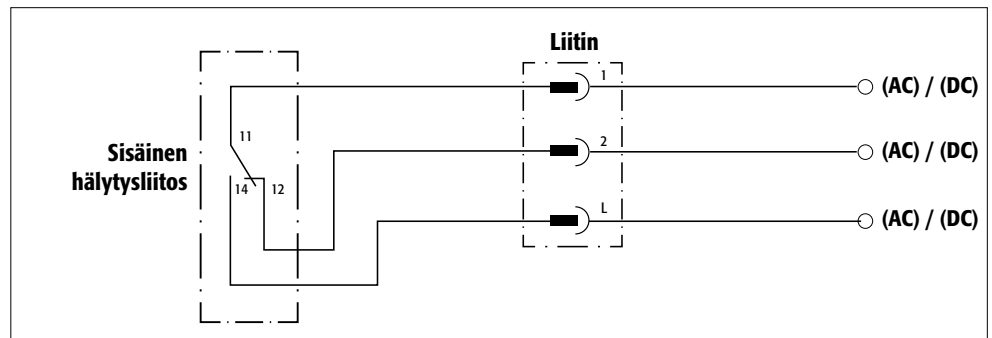 Liitin
1
(AC) / (DC)
11
2
(AC) / (DC)
Sisäinen
hälytysliitos
14 12
L
(AC) / (DC)